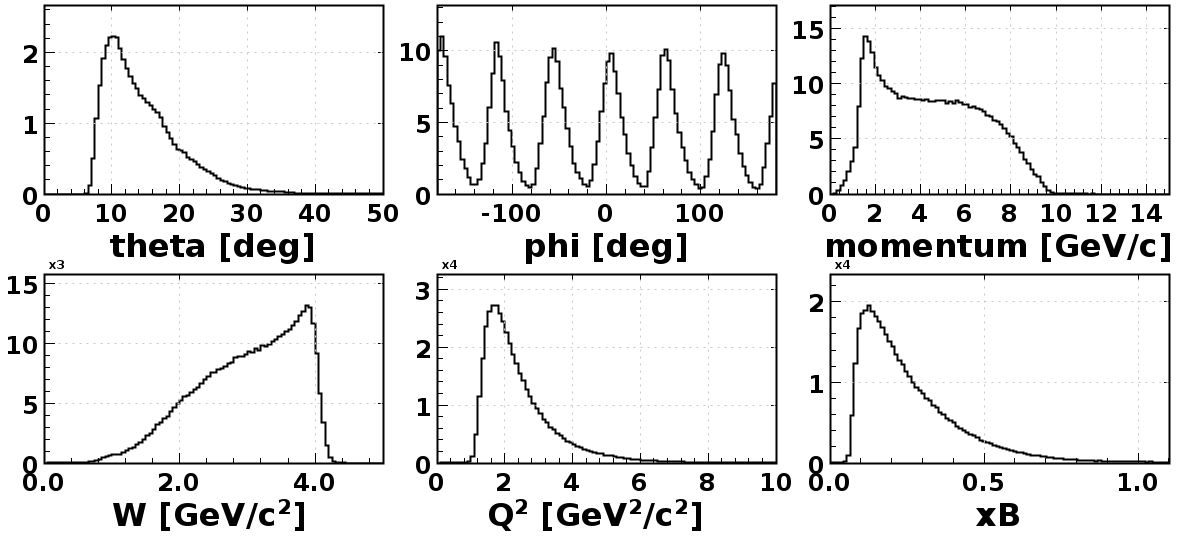 2
1
0
0 10 20 30 40 50
theta [deg]
10
5
0
-100 0 100
phi [deg]
15
10
5
0
0 2 4 6 8 10 12 14
momentum [GeV/c]
x3
15
10
5
0
0.0 2.0 4.0
W [GeV/c²]
x4
3
2
1
0
0 2 4 6 8 10
Q² [GeV²/c²]
x4
2
1
0
0.0 0.5 1.0
xB